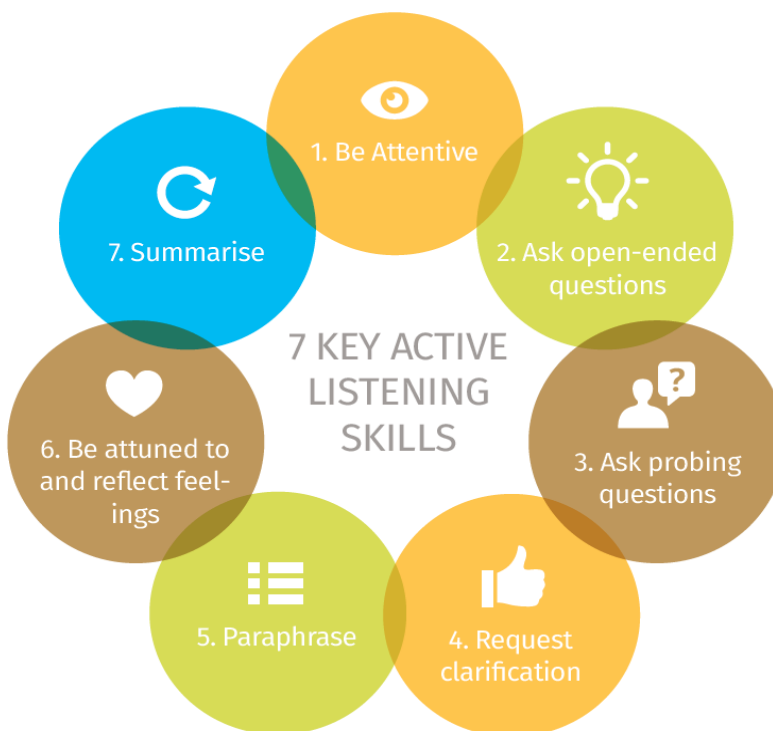 7 KEY ACTIVE
LISTENING
SKILLS
1. Be Attentive
2. Ask open-ended
questions
?
3. Ask probing
questions
4. Request
clarification
5. Paraphrase
6. Be attuned to
and reflect feel-
ings
7. Summarise